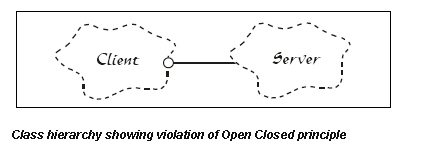 Client Server
Class hierarchy showing violation of Open Closed principle